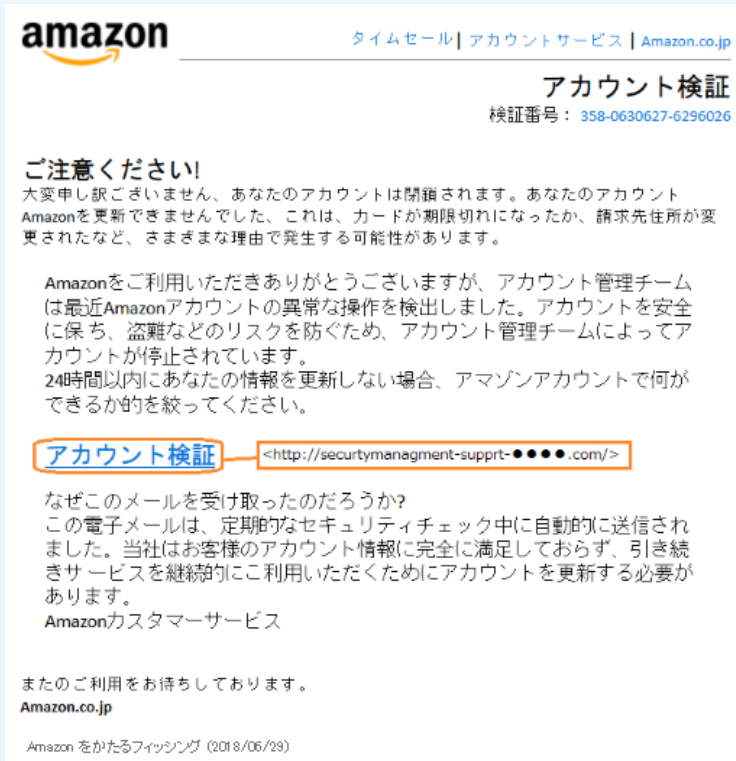 amazon
タイムセール| アカウントサービス | Amazon.co.jp
アカウント検証
検証番号： 358-0630627-6296026
ご注意ください!
大変申し訳ございません、あなたのアカウントは閉鎖されます。あなたのアカウント
Amazonを更新できませんでした、これは、カードが期限切れになったか、請求先住所が変
更されたなど、さまざまな理由で発生する可能性があります。
Amazonをご利用いただきありがとうございますが、アカウント管理チーム
は最近Amazonアカウントの異常な操作を検出しました。アカウントを安全
に保ち、盗難などのリスクを防ぐため、アカウント管理チームによってア
カウントが停止されています。
24時間以内にあなたの情報を更新しない場合、アマゾンアカウントで何が
できるか的を絞ってください。
アカウント検証 <http://securtymanagment-supprt-●●●●.com/>
なぜこのメールを受け取ったのだろうか?
この電子メールは、定期的なセキュリティチェック中に自動的に送信され
ました。当社はお客様のアカウント情報に完全に満足しておらず、引き続
きサービスを継続的にご利用いただくためにアカウントを更新する必要が
あります。
Amazonカスタマーサービス
またのご利用をお待ちしております。
Amazon.co.jp
Amazon をかたるフィッシング (2018/06/29)